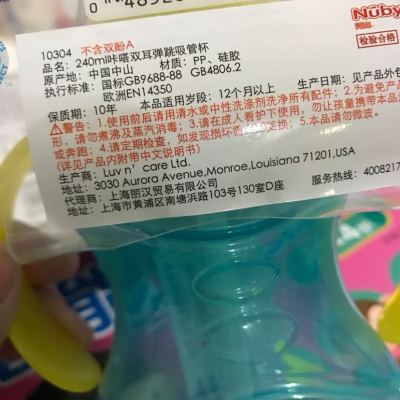 Nûby
检验合格
10304 不含双酚A
品名：240ml咔嗒双耳弹跳吸管杯
原产地：中国中山 材质：PP、硅胶
执行标准：国标GB9688-88 GB4806.2
欧洲EN14350 生产日期：见产品外包
保质期：10年 本品适用岁段：12个月以上
⚠警告：1.使用前后请用清水或中性洗涤剂洗净所有配件；2.为避免产品
形，请勿煮沸及蒸汽消毒；3.请在成人看护下使用。勿让孩童携带本品
或奔跑；4.请定期检查，如发现损坏 换；5.本品请勿微波。
(详见产品内附带中文说明书)
生产商：Luv n' care Ltd.
地址：3030 Aurora Avenue,Monroe,Louisiana 71201,USA
代理商：上海丽汉贸易有限公司 服务热线：4008217
地址：上海市黄浦区南塘浜路103号130室D座